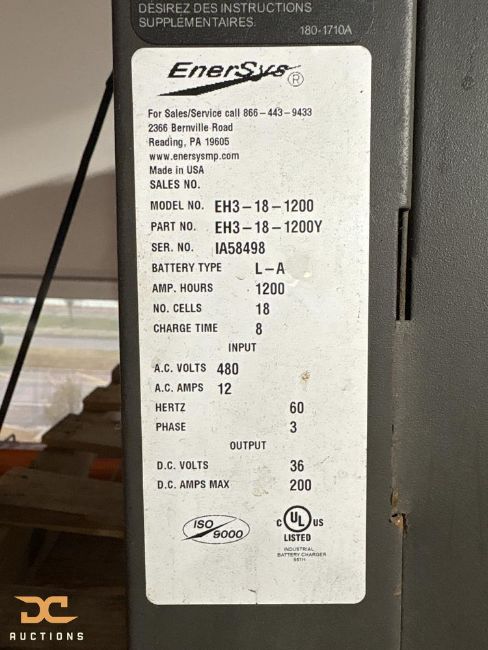 DÉSIREZ DES INSTRUCTIONS
SUPPLÉMENTAIRES.
180-1710A
EnerSys®
For Sales/Service call 866-443-9433
2366 Bernville Road
Reading, PA 19605
www.enersysmp.com
Made in USA
SALES NO.
MODEL NO. EH3-18-1200
PART NO. EH3-18-1200Y
SER. NO. IA58498
BATTERY TYPE L-A
AMP. HOURS 1200
NO. CELLS 18
CHARGE TIME 8
INPUT
A.C. VOLTS 480
A.C. AMPS 12
HERTZ 60
PHASE 3
OUTPUT
D.C. VOLTS 36
D.C. AMPS MAX 200
ISO 9000
C UL US
LISTED
INDUSTRIAL
BATTERY CHARGER
DC
AUCTIONS